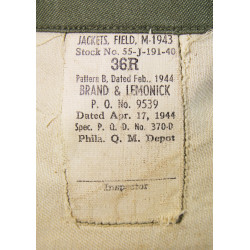 JACKETS, FIELD, M-1943
Stock No. 55-J-191-40
36R
Pattern B, Dated Feb., 1944
BRAND & LEMONICK
P. O. No. 9539
Dated Apr. 17, 1944
Spec. P. Q. D. 370-D
Phila. Q. M. Depot
Inspector